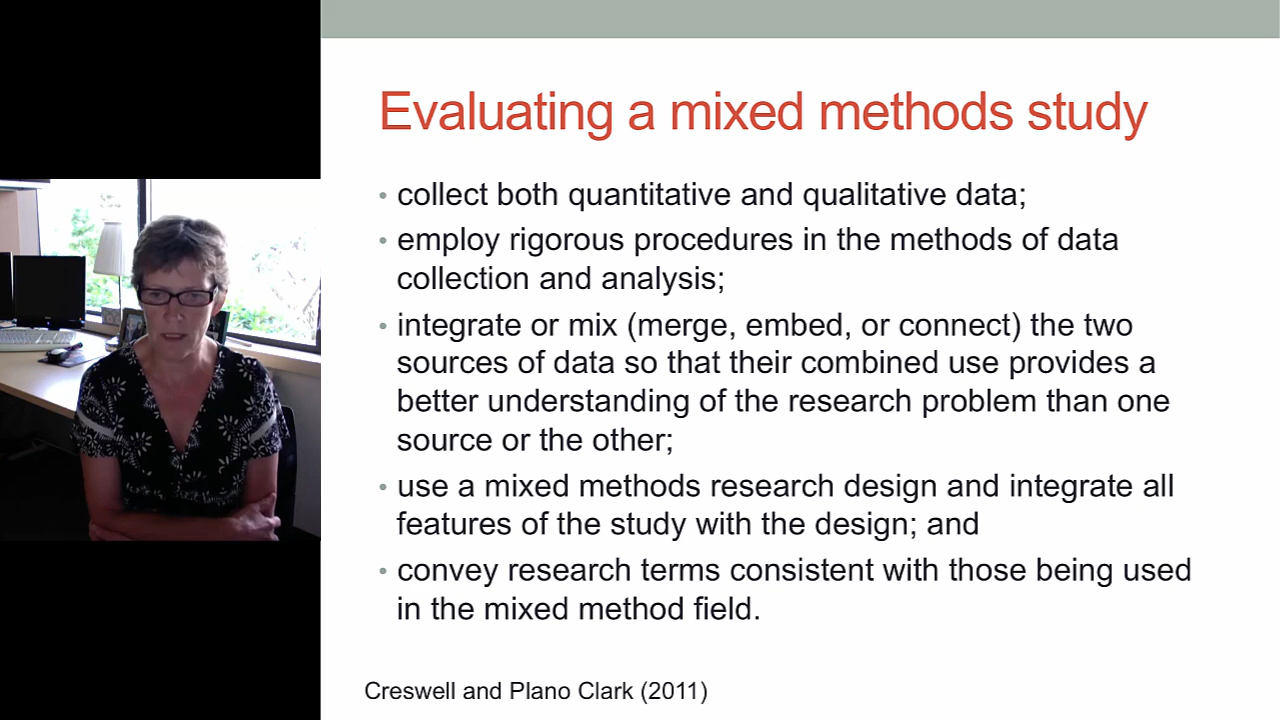 Evaluating a mixed methods study
• collect both quantitative and qualitative data;
• employ rigorous procedures in the methods of data
collection and analysis;
• integrate or mix (merge, embed, or connect) the two
sources of data so that their combined use provides a
better understanding of the research problem than one
source or the other;
• use a mixed methods research design and integrate all
features of the study with the design; and
• convey research terms consistent with those being used
in the mixed method field.
Creswell and Plano Clark (2011)